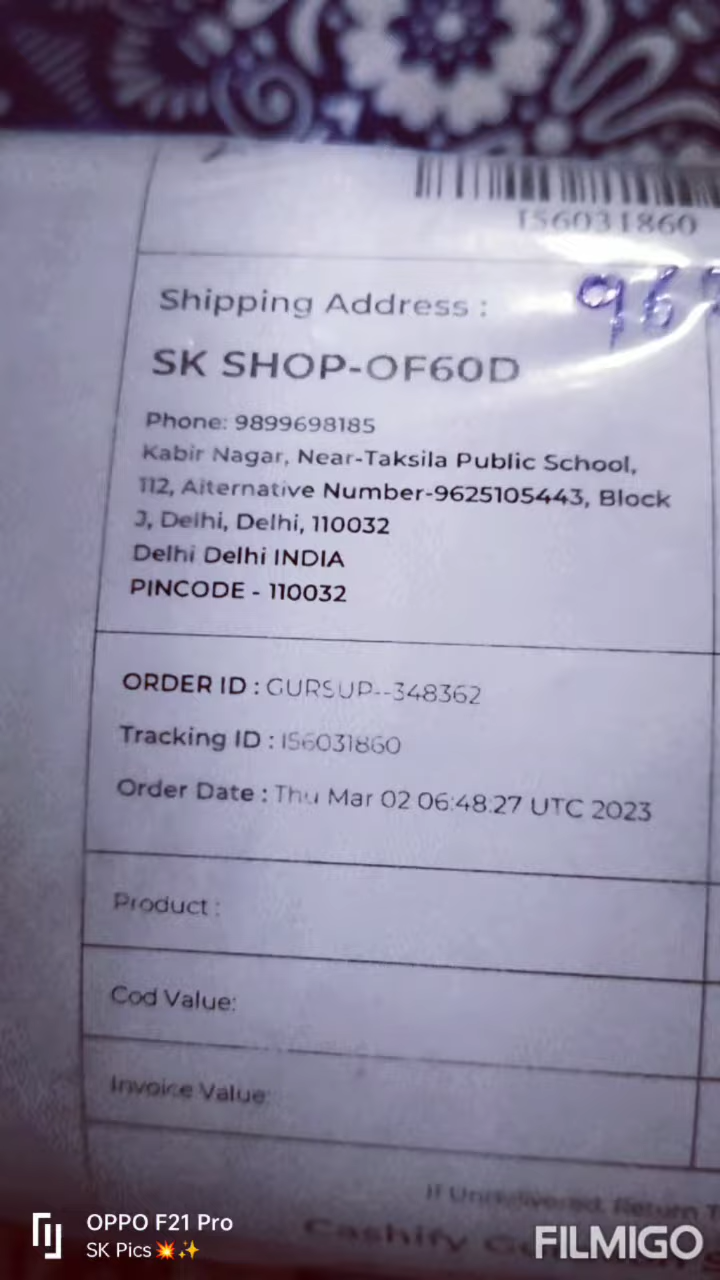 I56031860
Shipping Address :
96
SK SHOP-OF60D
Phone: 9899698185
Kabir Nagar, Near-Taksila Public School,
112, Alternative Number-9625105443, Block
J, Delhi, Delhi, 110032
Delhi Delhi INDIA
PINCODE - 110032
ORDER ID : GURSUP--348362
Tracking ID : I56031860
Order Date : Thu Mar 02 06:48:27 UTC 2023
Product :
Cod Value:
Invoice Value:
If Undelivered, Return
Cashify
OPPO F21 Pro
SK Pics💥✨
FILMIGO